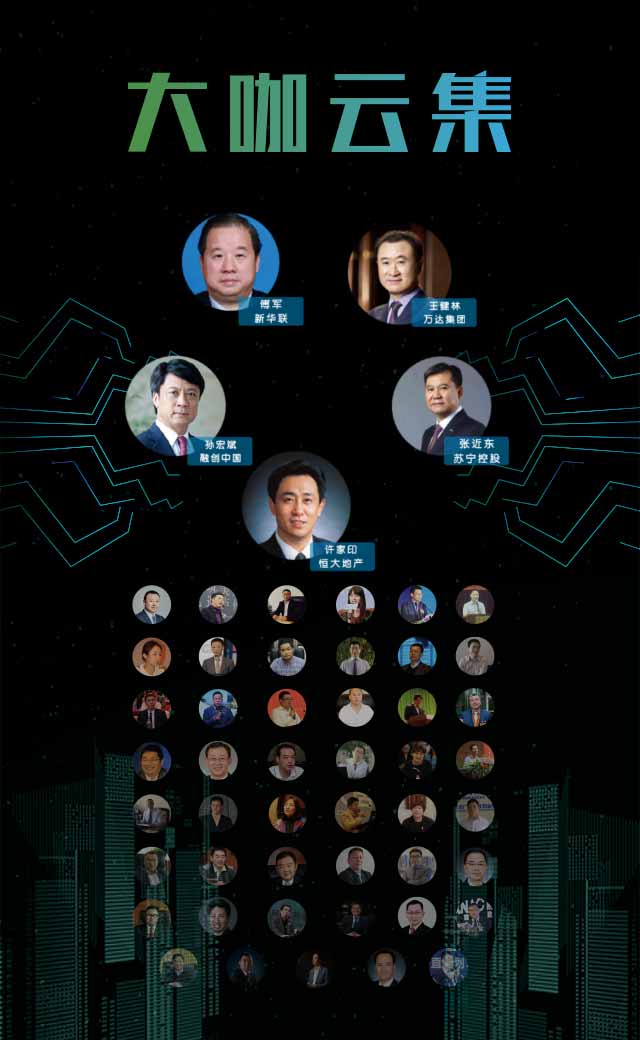 大咖云集
傅军
新华联
王健林
万达集团
孙宏斌
融创中国
张近东
苏宁控股
许家印
恒大地产